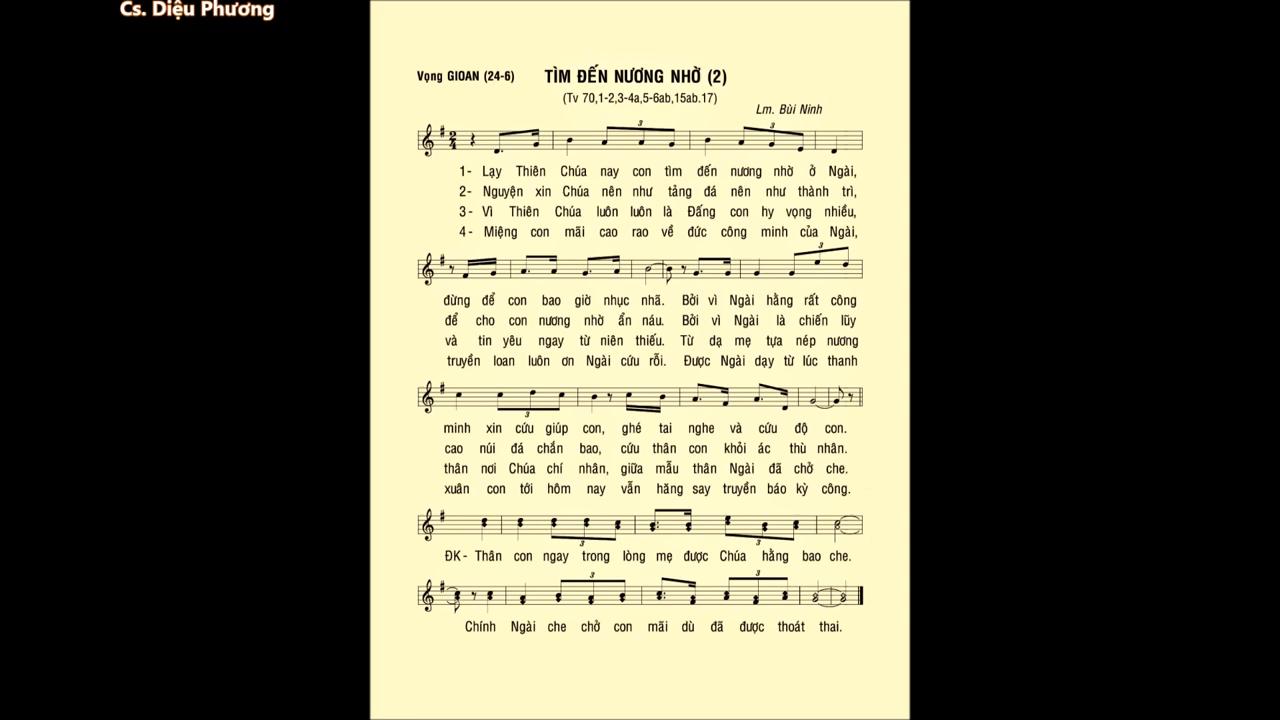 Cs. Diệu Phương
Vọng GIOAN (24-6)
TÌM ĐẾN NƯƠNG NHỜ (2)
(Tv 70,1-2,3-4a,5-6ab,15ab.17)
Lm. Bùi Ninh
2 4
3 3
1- Lạy Thiên Chúa nay con tìm đến nương nhờ ở Ngài,
2- Nguyện xin Chúa nên như tảng đá nên như thành trì,
3- Vì Thiên Chúa luôn luôn là Đấng con hy vọng nhiều,
4- Miệng con mãi cao rao về đức công minh của Ngài,
3
đừng để con bao giờ nhục nhã. Bởi vì Ngài hằng rất công
để cho con nương nhờ ẩn náu. Bởi vì Ngài là chiến lũy
và tin yêu ngay từ niên thiếu. Từ dạ mẹ tựa nép nương
truyền loan luôn ơn Ngài cứu rỗi. Được Ngài dạy từ lúc thanh
3
minh xin cứu giúp con, ghé tai nghe và cứu độ con.
cao núi đá chắn bao, cứu thân con khỏi ác thù nhân.
thân nơi Chúa chí nhân, giữa mẫu thân Ngài đã chở che.
xuân con tới hôm nay vẫn hăng say truyền báo kỳ công.
3 3
ĐK- Thân con ngay trong lòng mẹ được Chúa hằng bao che.
3 3
Chính Ngài che chở con mãi dù đã được thoát thai.